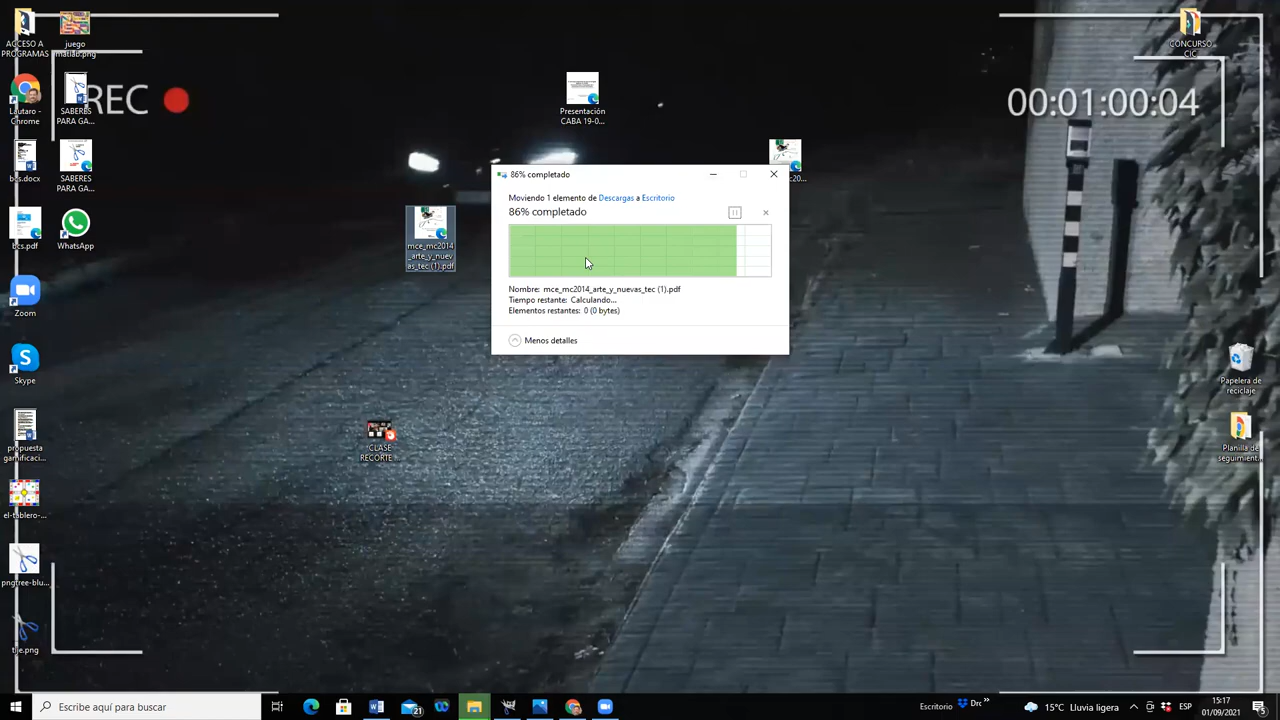 ACCESO A
PROGRAMAS
juego
CONCURSO
CIC
REC
00:01:00:04
Lautaro -
Chrome
SABERES
PARA GA...
Presentación
CABA 19-0...
bcs.docx
SABERES
PARA GA...
86% completado
Moviendo 1 elemento de Descargas a Escritorio
86% completado
mce_mc2014
_arte_y_nuev
as_tec (1).pdf
bcs.pdf
WhatsApp
Nombre: mce_mc2014_arte_y_nuevas_tec (1).pdf
Tiempo restante: Calculando...
Elementos restantes: 0 (0 bytes)
Zoom
Menos detalles
Skype
Papelera de
reciclaje
propuesta
gamificaci...
CLASE
RECORTE ...
Planilla de
seguimient...
el-tablero-...
pngtree-blu...
Escribe aquí para buscar
21
Escritorio
15°C Lluvia ligera
ESP
15:17
01/09/2021
5